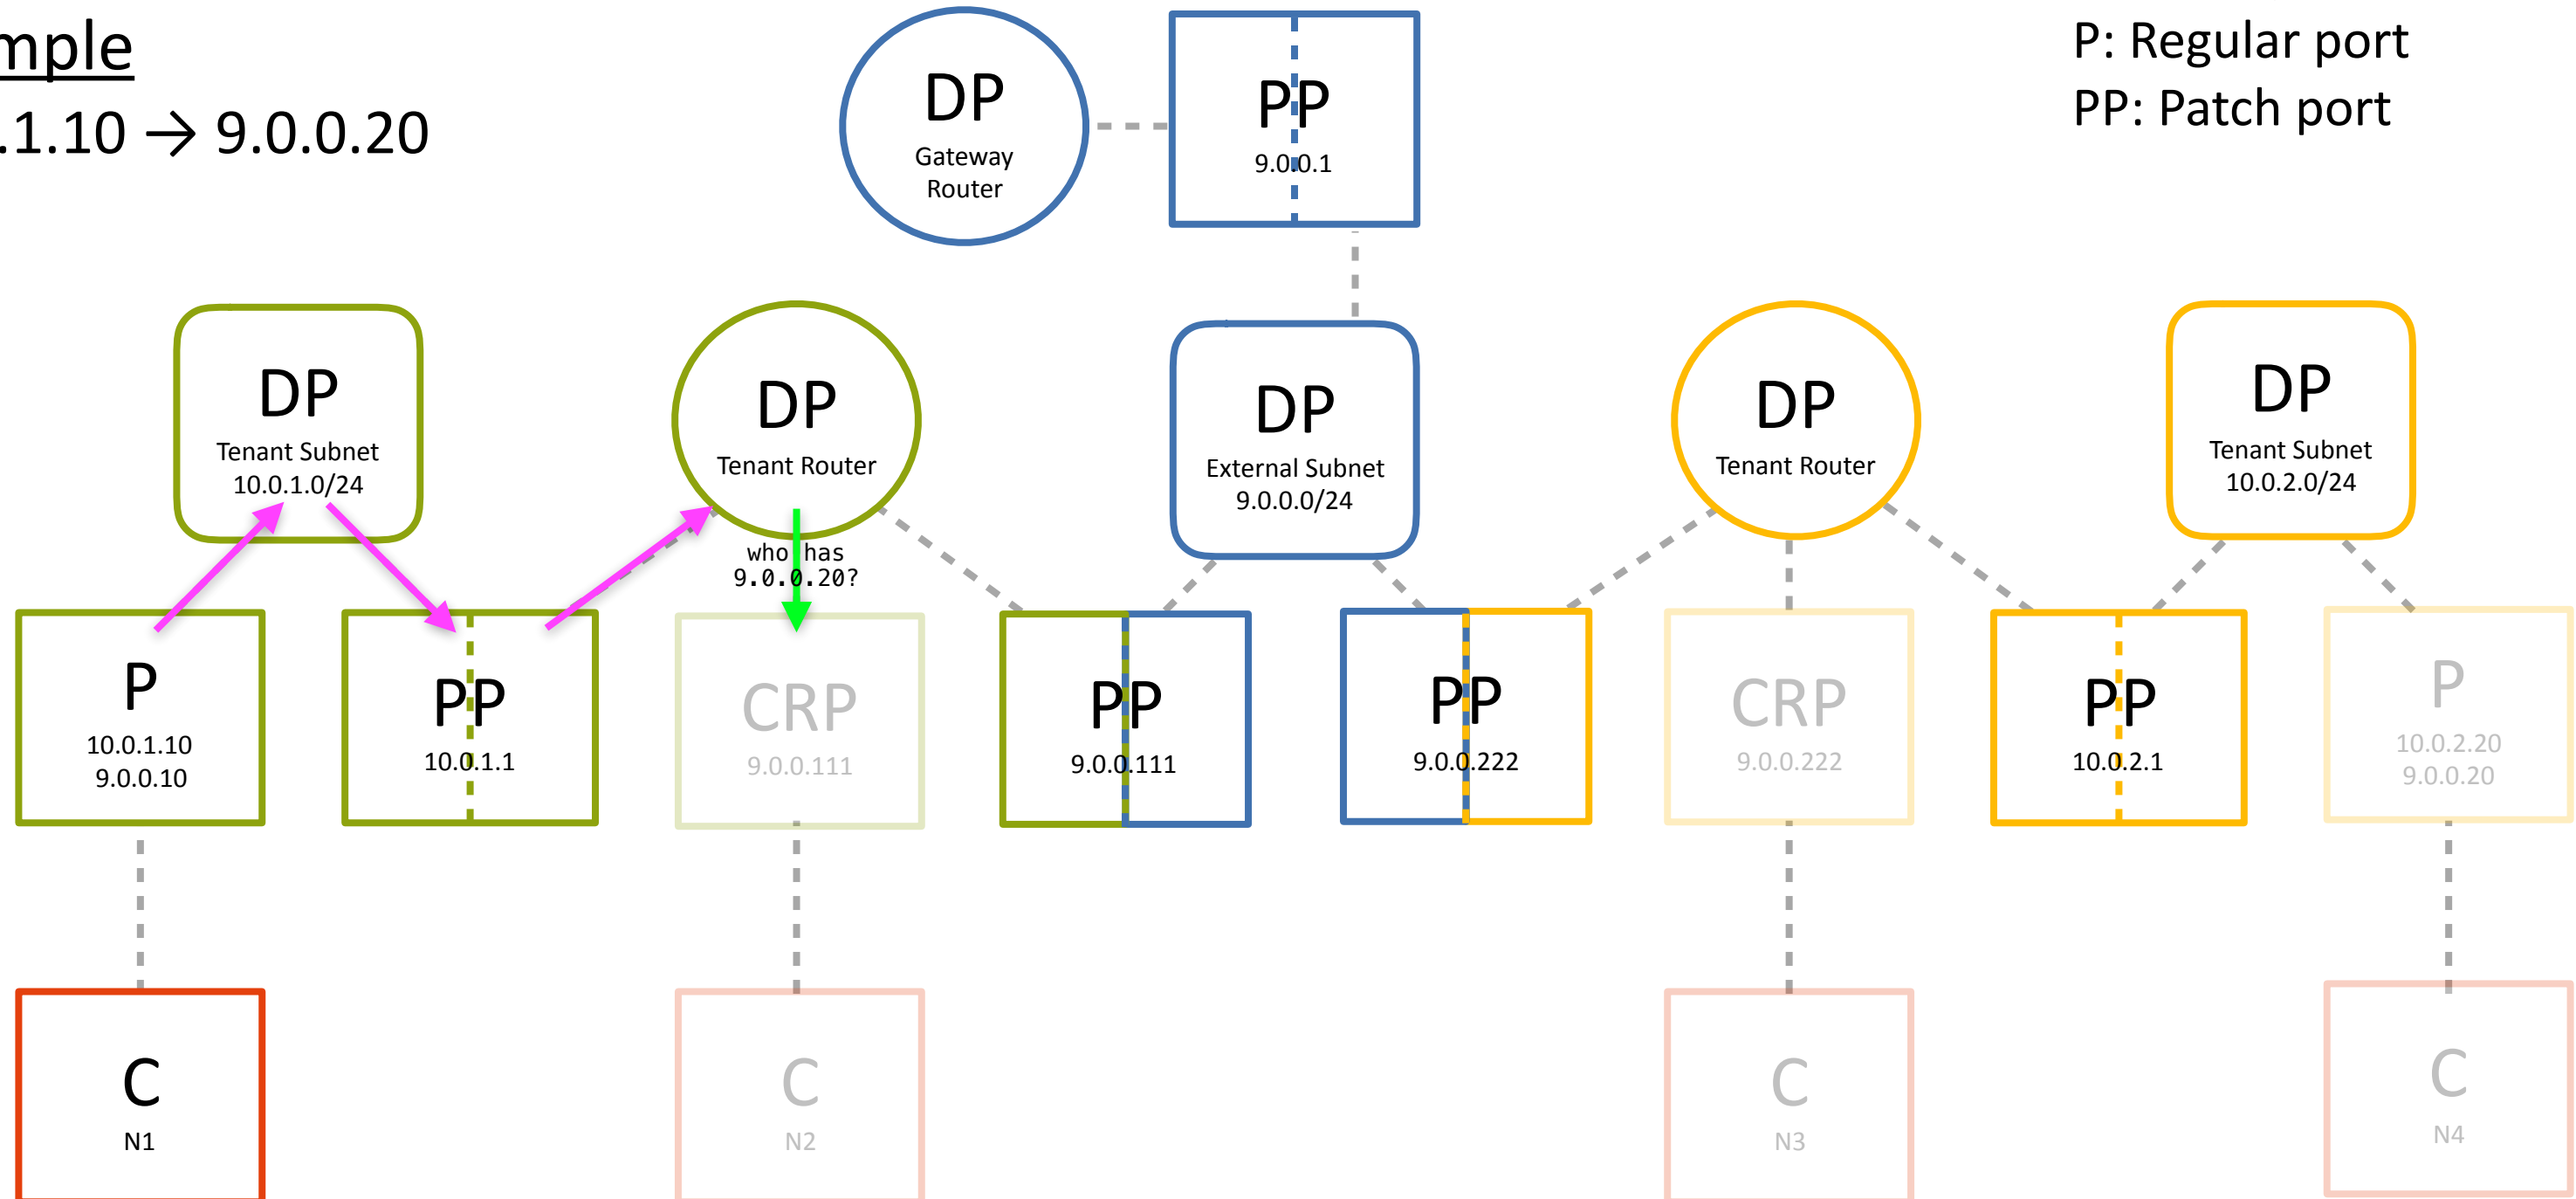 mple
.1.10 → 9.0.0.20
P: Regular port
PP: Patch port
DP
Gateway
Router
PP
9.0.0.1
DP
Tenant Subnet
10.0.1.0/24
DP
Tenant Router
DP
External Subnet
9.0.0.0/24
DP
Tenant Router
DP
Tenant Subnet
10.0.2.0/24
who has
9.0.0.20?
P
10.0.1.10
9.0.0.10
PP
10.0.1.1
CRP
9.0.0.111
PP
9.0.0.111
PP
9.0.0.222
CRP
9.0.0.222
PP
10.0.2.1
P
10.0.2.20
9.0.0.20
C
N1
C
N2
C
N3
C
N4